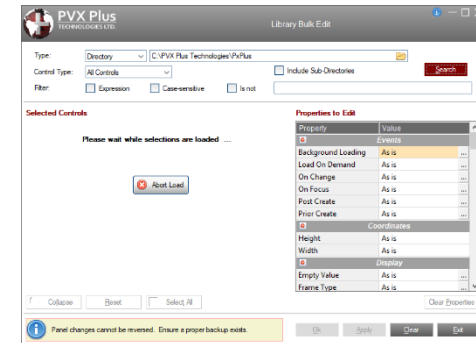 PVX Plus
TECHNOLOGIES LTD.
Library Bulk Edit
Type: Directory C:\PVX Plus Technologies\PxPlus
Control Type: All Controls Include Sub-Directories Search
Filter: Expression Case-sensitive Is not
Selected Controls
Please wait while selections are loaded ...
Abort Load
Properties to Edit
Property Value
Events
Background Loading As is ...
Load On Demand As is ...
On Change As is ...
On Focus As is ...
Post Create As is ...
Prior Create As is ...
Coordinates
Height As is
Width As is
Display
Empty Value As is ...
Frame Type As is ...
Collapse Reset Select All Clear Properties
Panel changes cannot be reversed. Ensure a proper backup exists.
Ok Apply Clear Exit